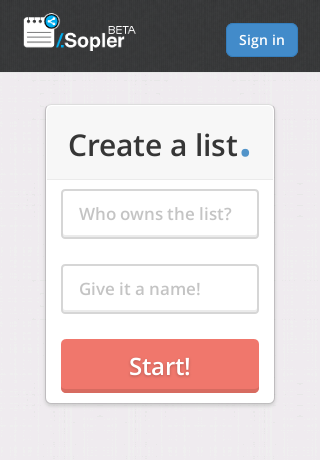 BETA
/.Sopler
Sign in
Create a list.
Who owns the list?
Give it a name!
Start!